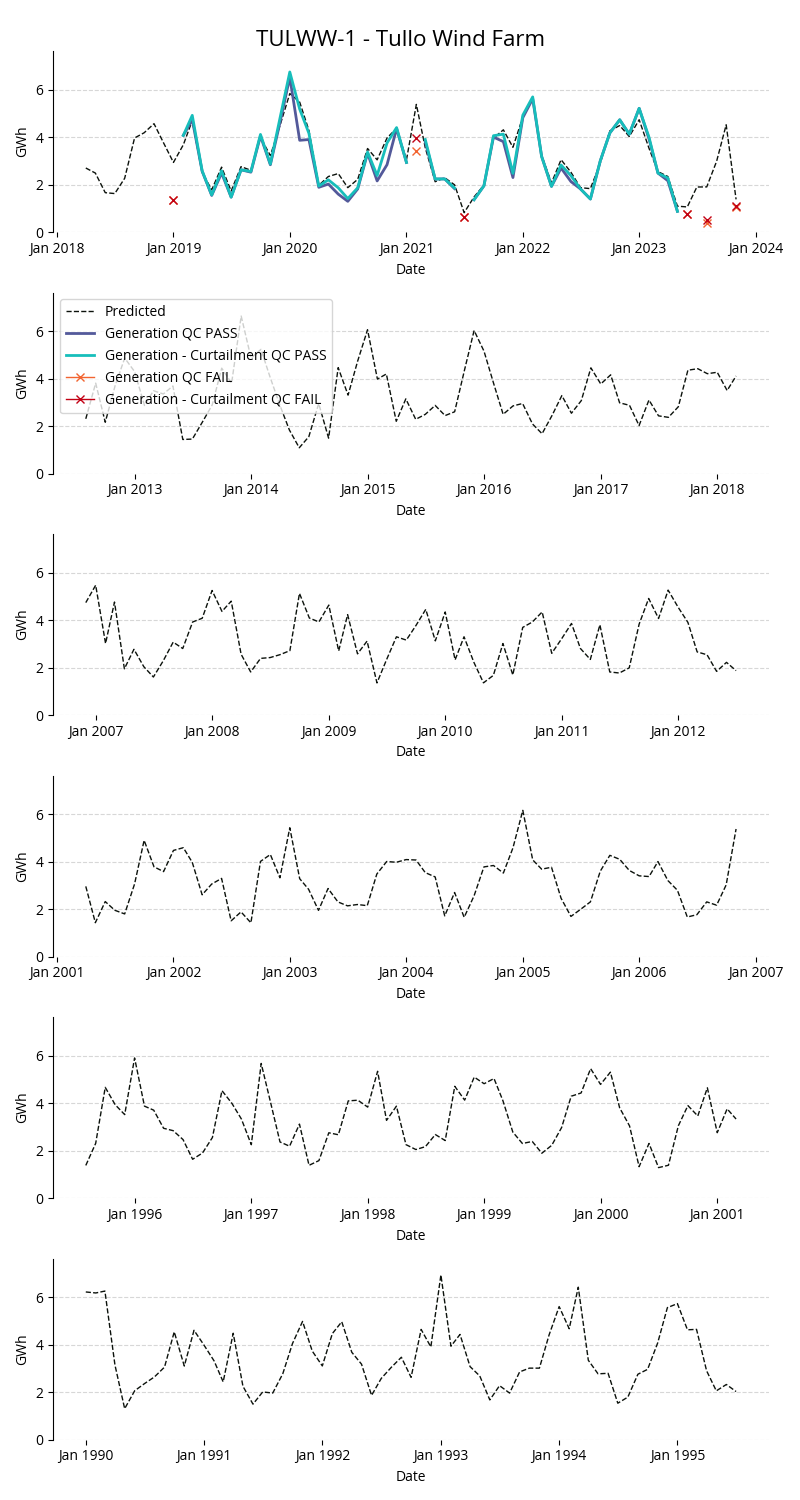 TULWW-1 - Tullo Wind Farm
6
4
2
0
GWh
Jan 2018 Jan 2019 Jan 2020 Jan 2021 Jan 2022 Jan 2023 Jan 2024
Date
Predicted
Generation QC PASS
Generation - Curtailment QC PASS
Generation QC FAIL
Generation - Curtailment QC FAIL
6
4
2
0
GWh
Jan 2013 Jan 2014 Jan 2015 Jan 2016 Jan 2017 Jan 2018
Date
6
4
2
0
GWh
Jan 2007 Jan 2008 Jan 2009 Jan 2010 Jan 2011 Jan 2012
Date
6
4
2
0
GWh
Jan 2001 Jan 2002 Jan 2003 Jan 2004 Jan 2005 Jan 2006 Jan 2007
Date
6
4
2
0
GWh
Jan 1996 Jan 1997 Jan 1998 Jan 1999 Jan 2000 Jan 2001
Date
6
4
2
0
GWh
Jan 1990 Jan 1991 Jan 1992 Jan 1993 Jan 1994 Jan 1995
Date